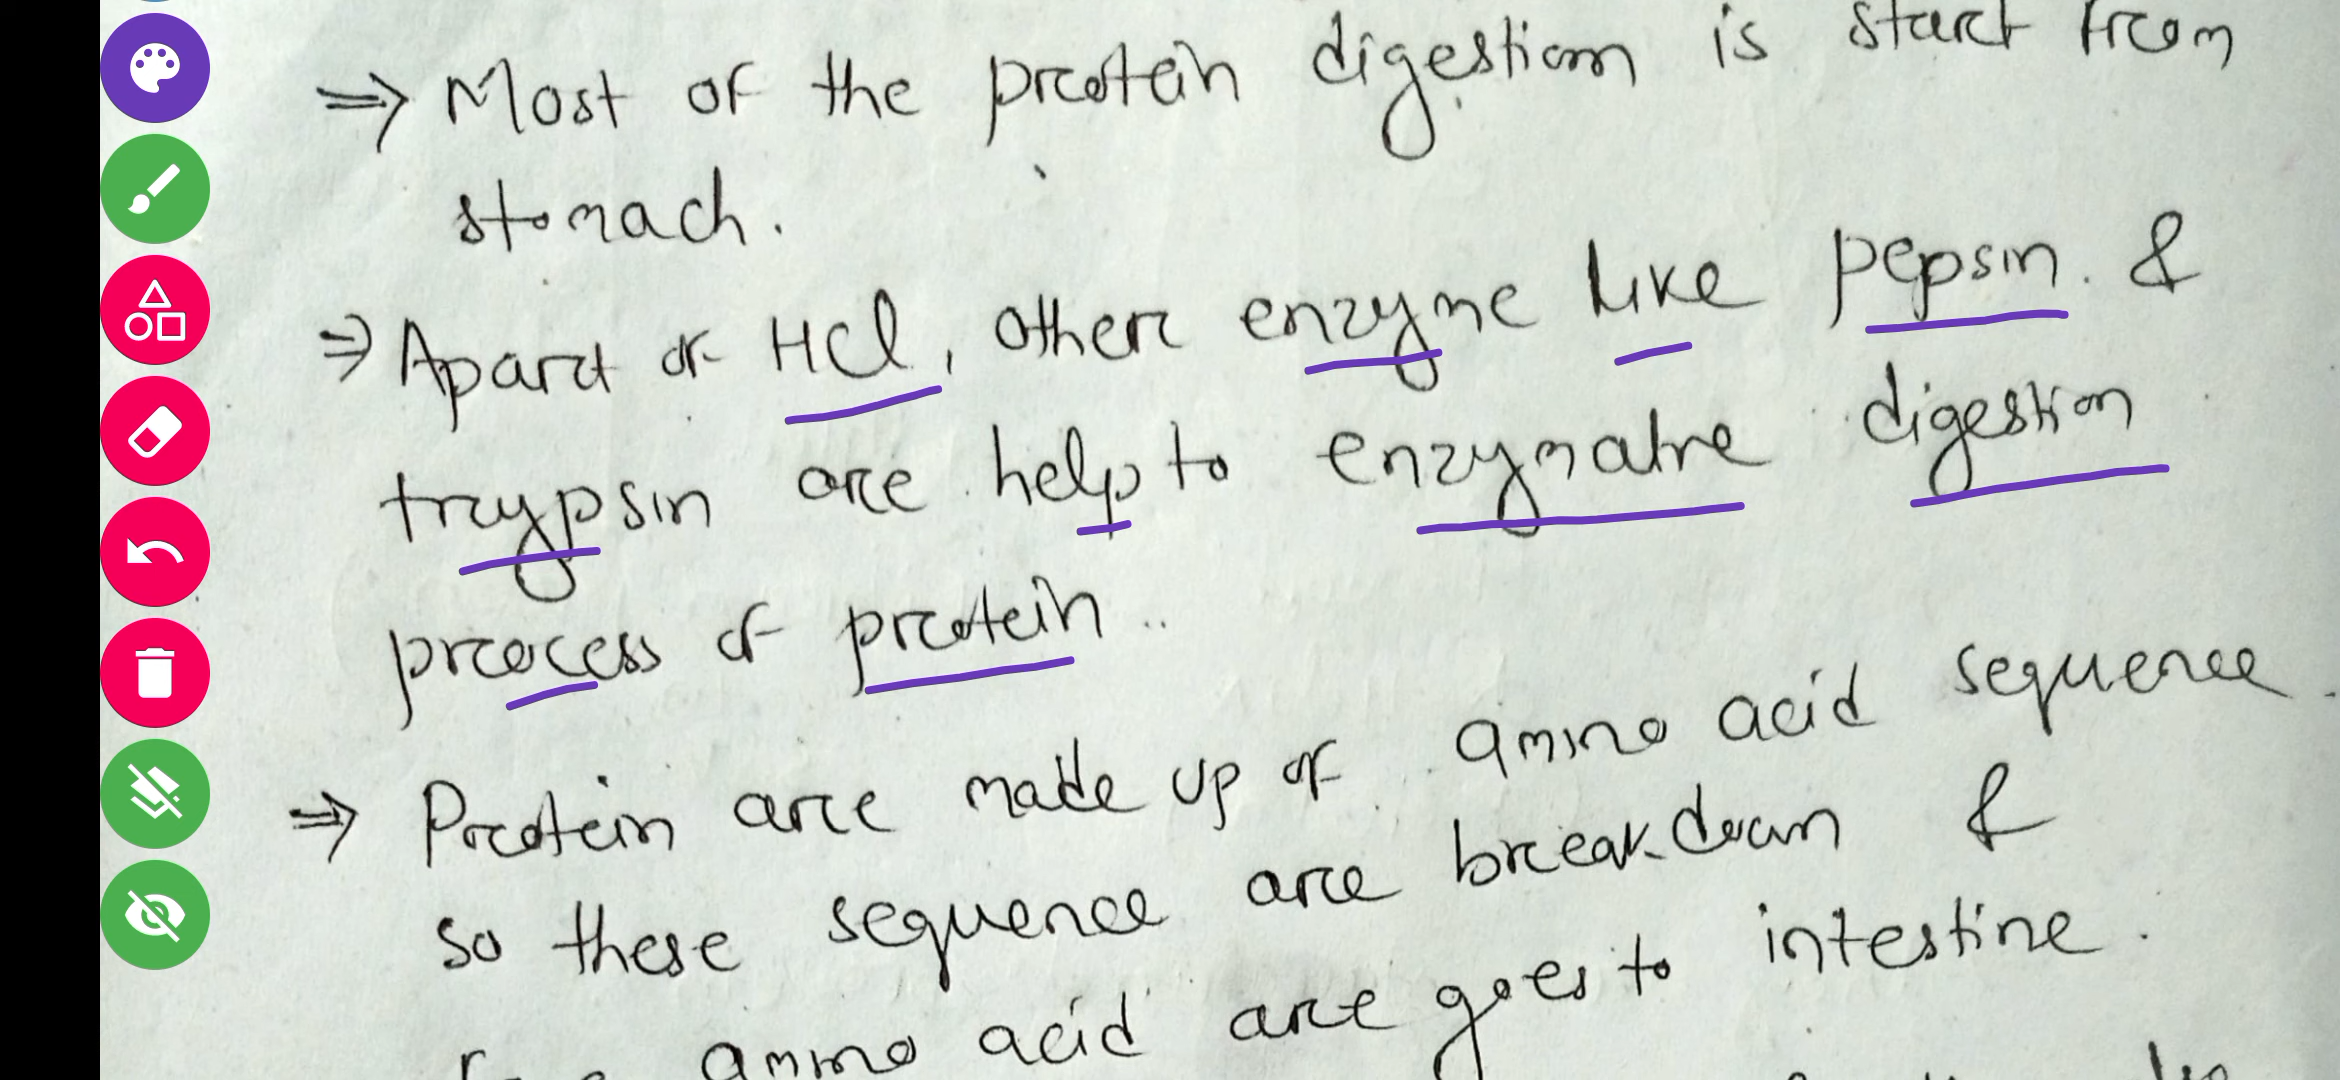 ⇒ Most of the protein digestion is start from
stomach.
⇒ Apart of HCl, other enzyme like pepsin. &
trypsin are help to enzymatic digestion
process of protein..
⇒ Protein are made up of amino acid sequence.
so these sequence are breakdown &
amino acid are goes to intestine.